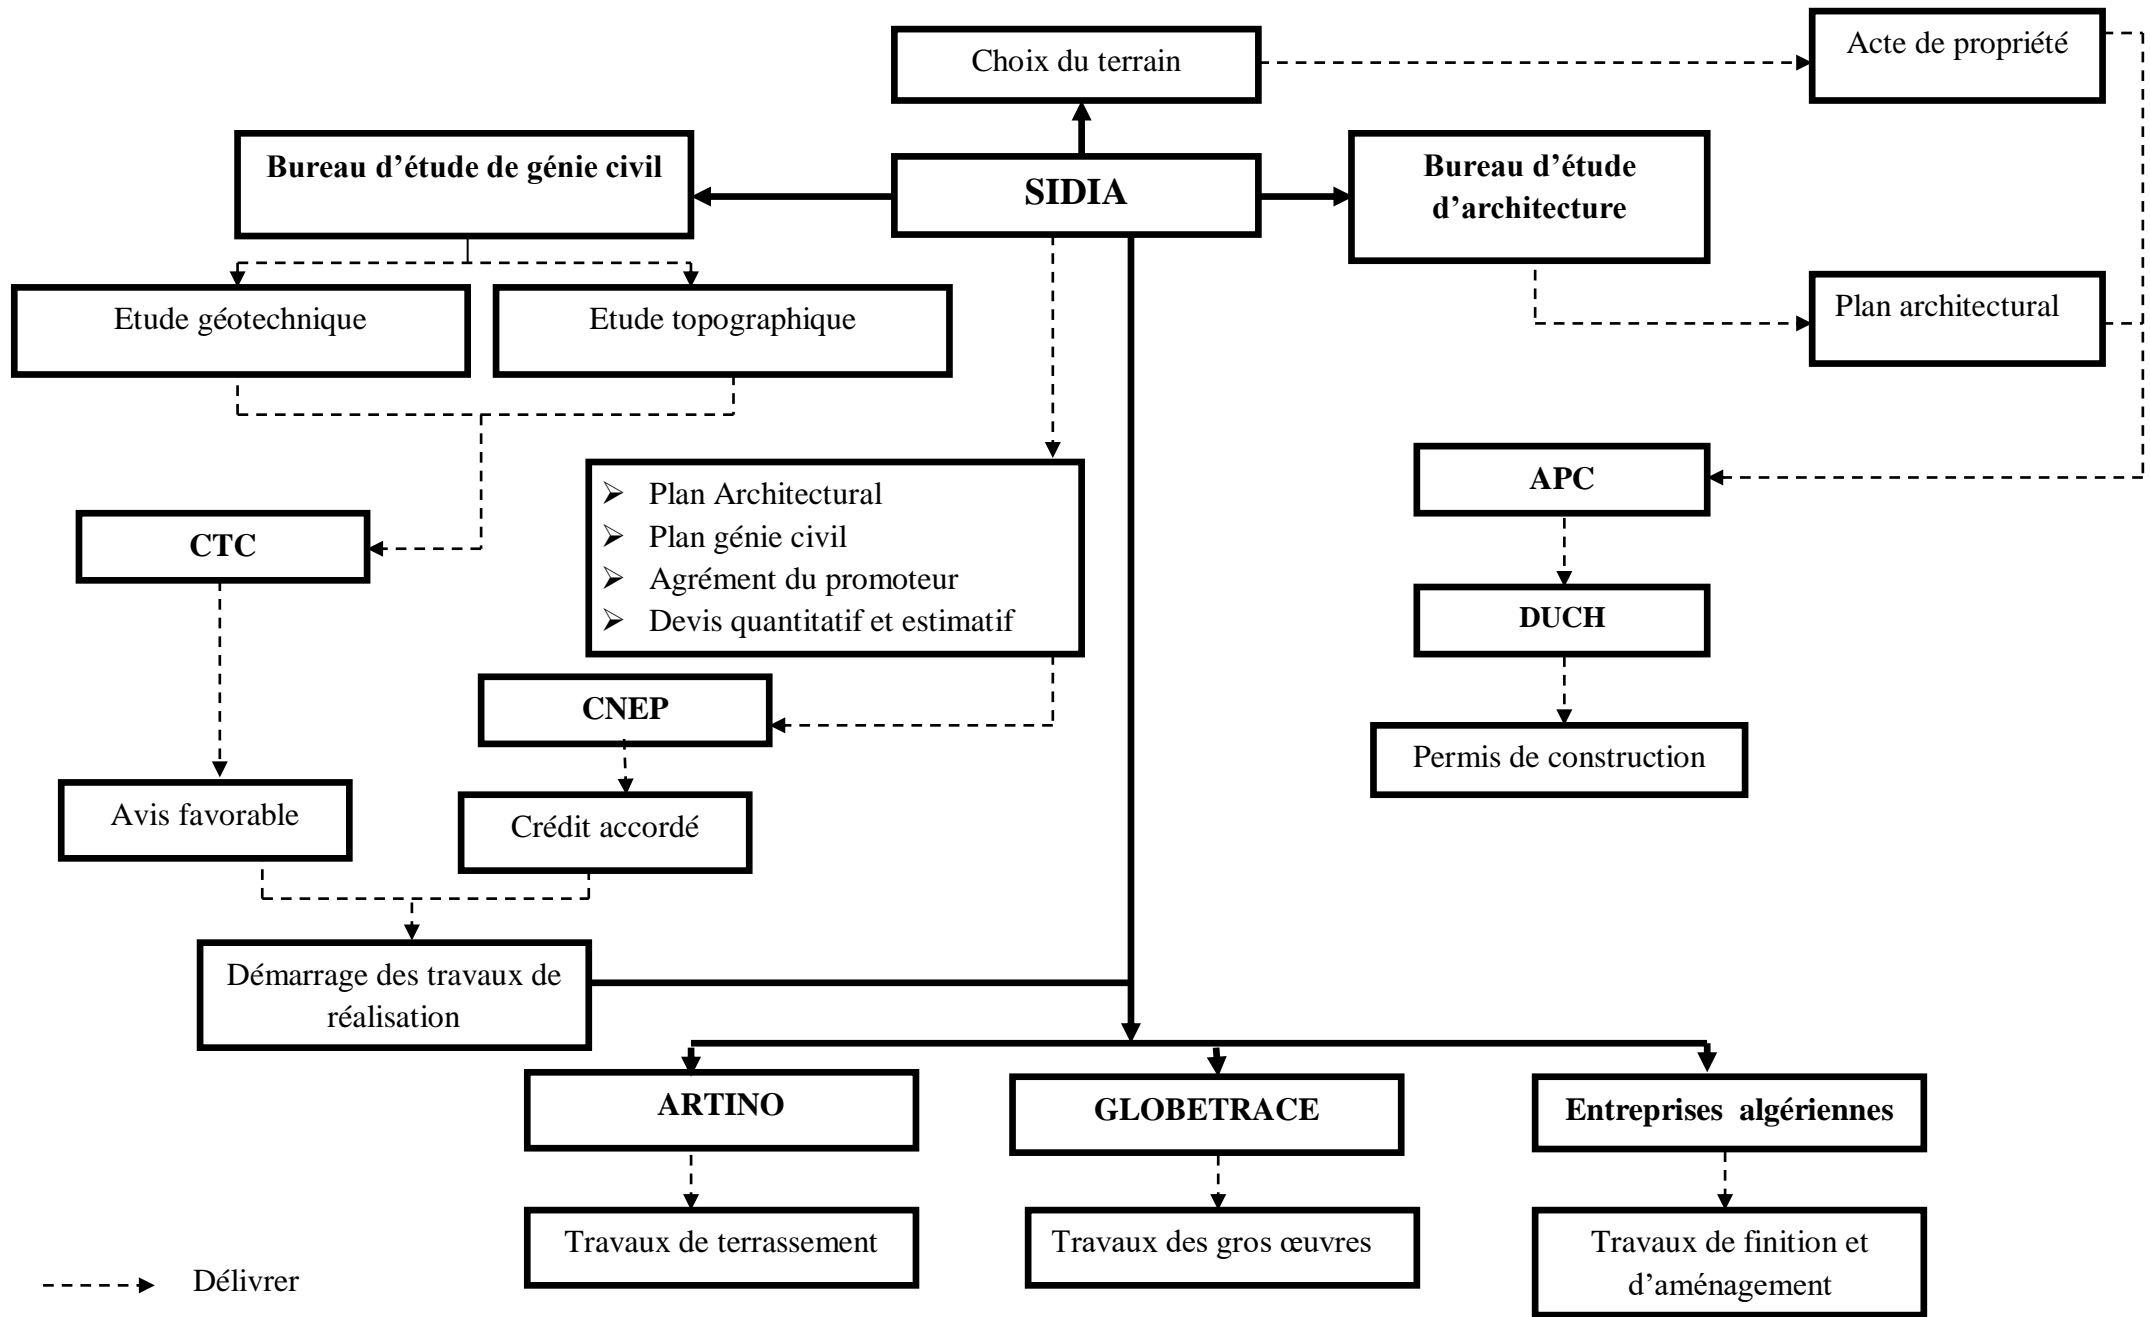 Choix du terrain
Acte de propriété
Bureau d’étude de génie civil
SIDIA
Bureau d’étude
d’architecture
Etude géotechnique
Etude topographique
Plan architectural
➢ Plan Architectural
➢ Plan génie civil
➢ Agrément du promoteur
➢ Devis quantitatif et estimatif
APC
CTC
DUCH
CNEP
Permis de construction
Avis favorable
Crédit accordé
Démarrage des travaux de
réalisation
ARTINO
GLOBETRACE
Entreprises algériennes
Travaux de terrassement
Travaux des gros œuvres
Travaux de finition et
d’aménagement
Délivrer